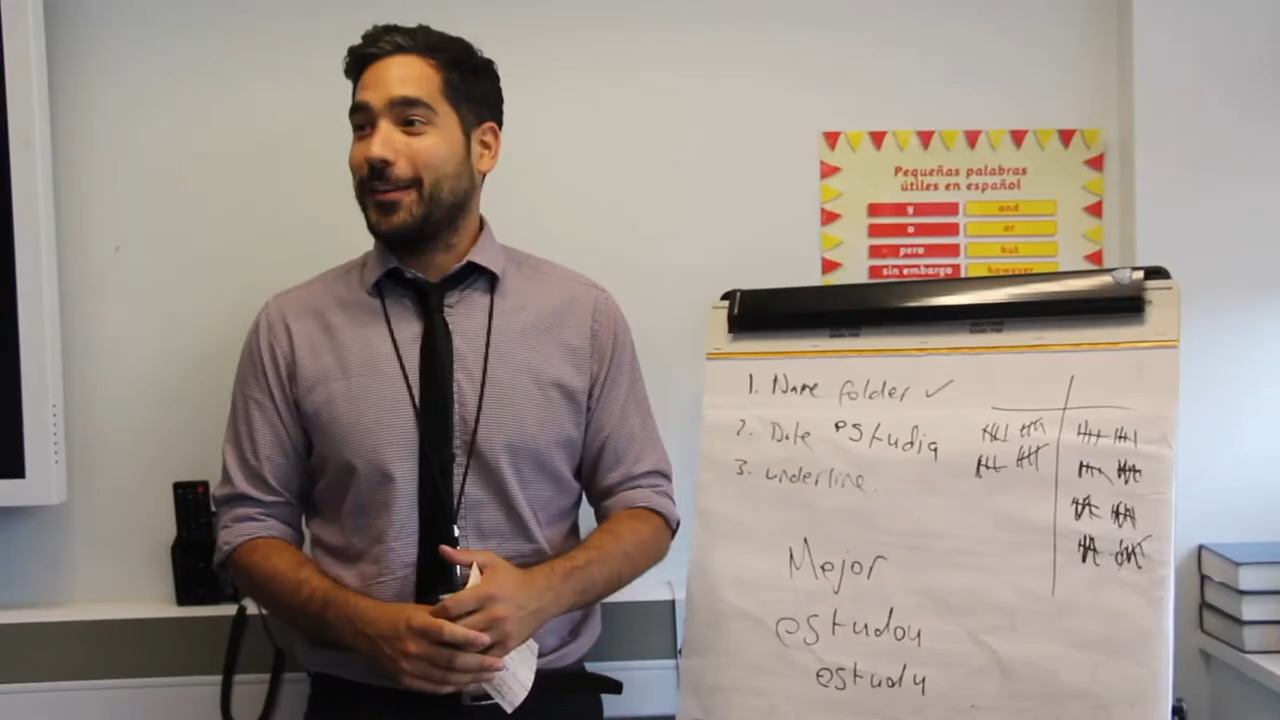 Pequeñas palabras
útiles en español
y and
o or
pero but
sin embargo however
1. Name folder ✓
2. Date estudia
3. underline.
Mejor
estudou
estudy